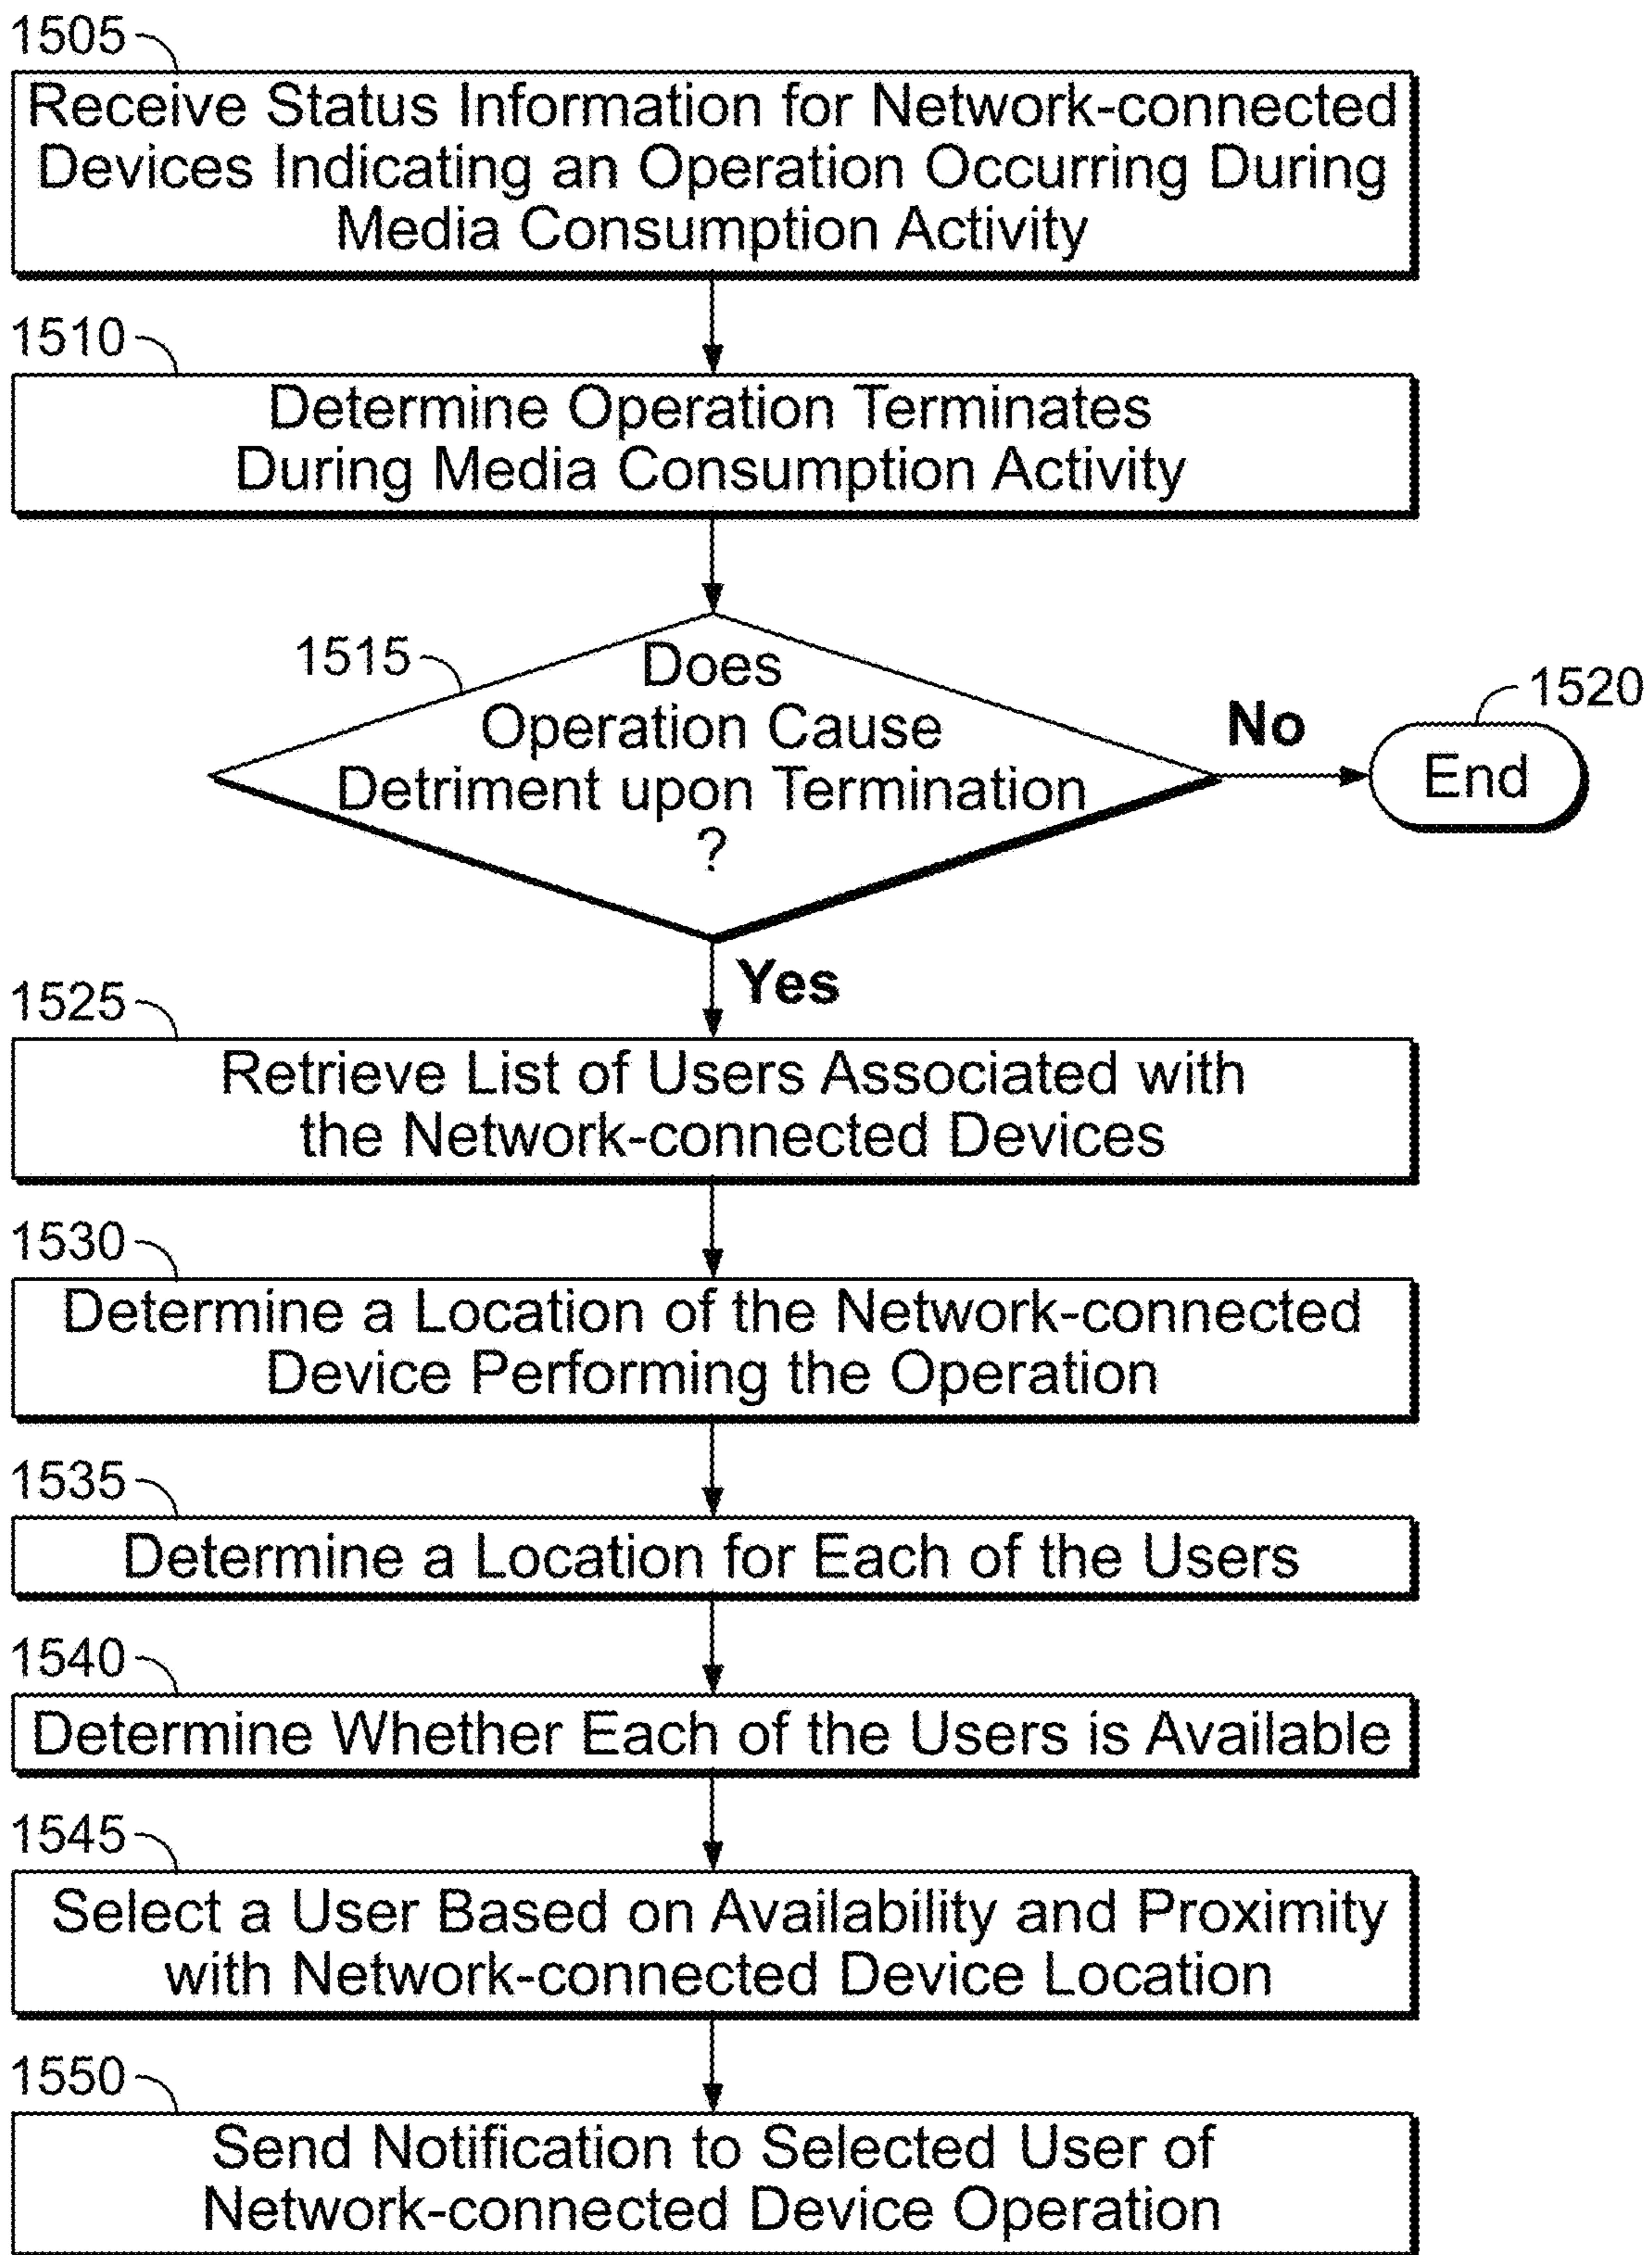 1505
Receive Status Information for Network-connected
Devices Indicating an Operation Occurring During
Media Consumption Activity
1510
Determine Operation Terminates
During Media Consumption Activity
1515
Does
Operation Cause
Detriment upon Termination
?
No
1520
End
Yes
1525
Retrieve List of Users Associated with
the Network-connected Devices
1530
Determine a Location of the Network-connected
Device Performing the Operation
1535
Determine a Location for Each of the Users
1540
Determine Whether Each of the Users is Available
1545
Select a User Based on Availability and Proximity
with Network-connected Device Location
1550
Send Notification to Selected User of
Network-connected Device Operation